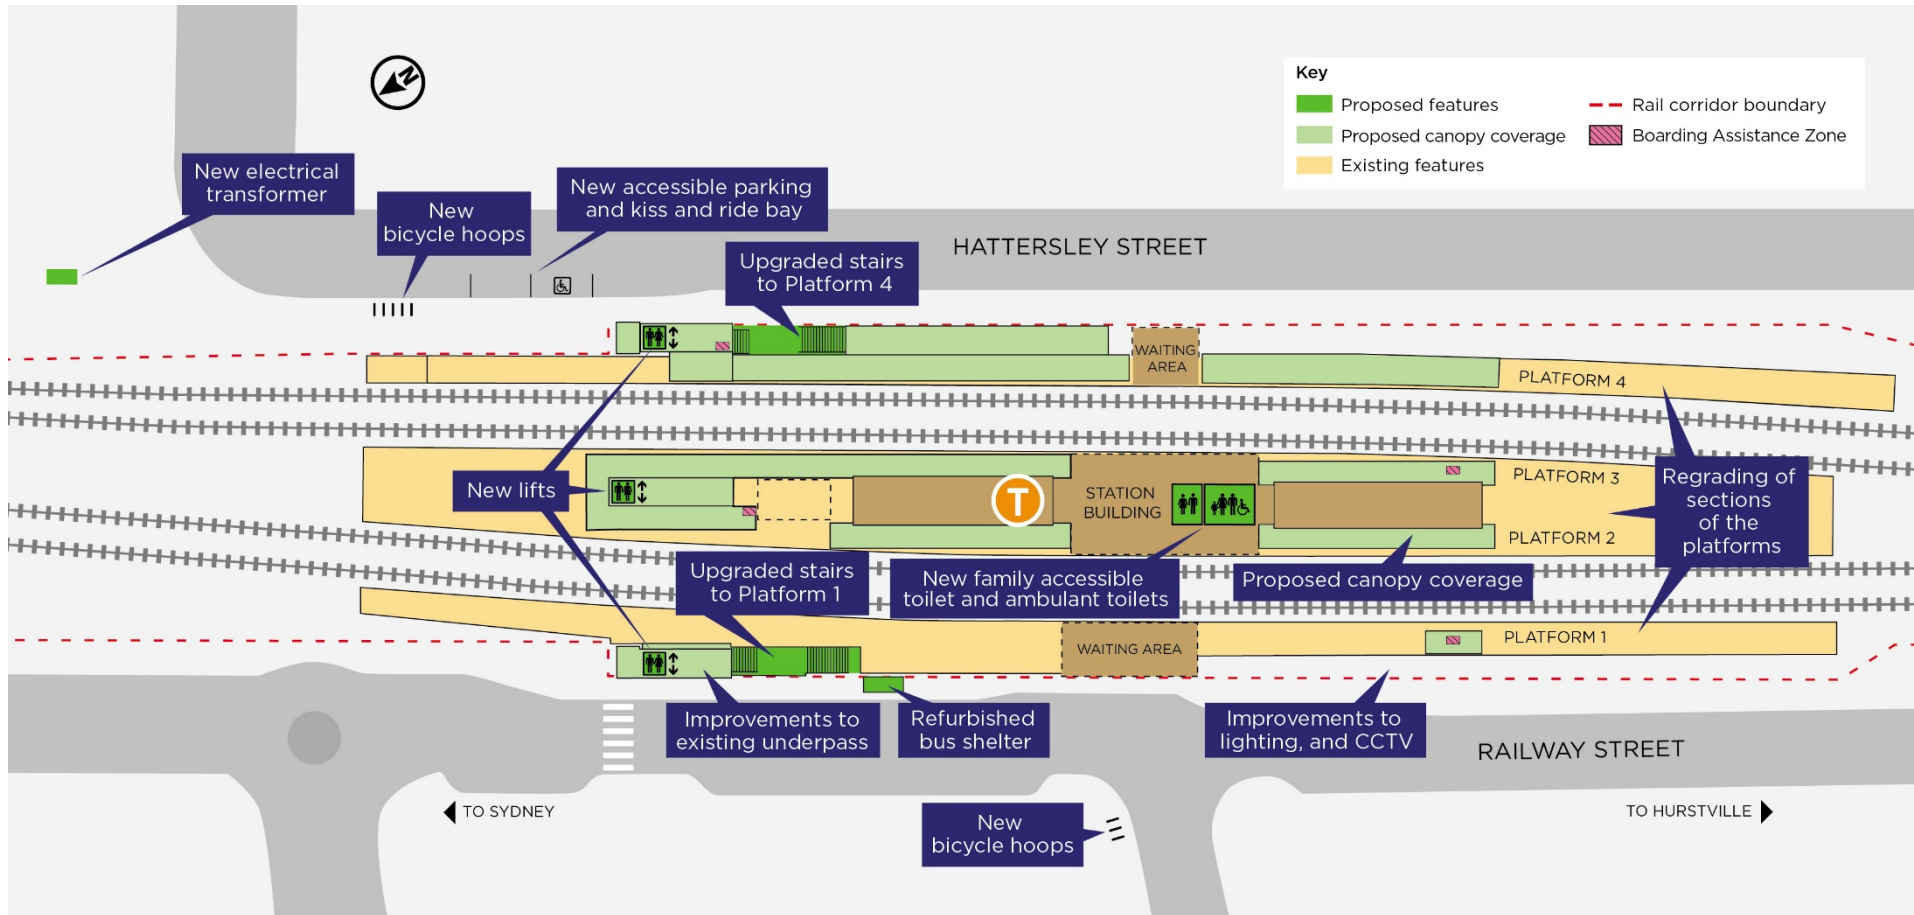 N
Key
Proposed features
Proposed canopy coverage
Existing features
Rail corridor boundary
Boarding Assistance Zone
New electrical
transformer
New
bicycle hoops
New accessible parking
and kiss and ride bay
HATTERSLEY STREET
Upgraded stairs
to Platform 4
WAITING
AREA
PLATFORM 4
New lifts
T
STATION
BUILDING
PLATFORM 3
PLATFORM 2
Regrading of
sections
of the
platforms
Upgraded stairs
to Platform 1
New family accessible
toilet and ambulant toilets
Proposed canopy coverage
WAITING AREA
PLATFORM 1
Improvements to
existing underpass
Refurbished
bus shelter
Improvements to
lighting, and CCTV
RAILWAY STREET
TO SYDNEY
TO HURSTVILLE
New
bicycle hoops